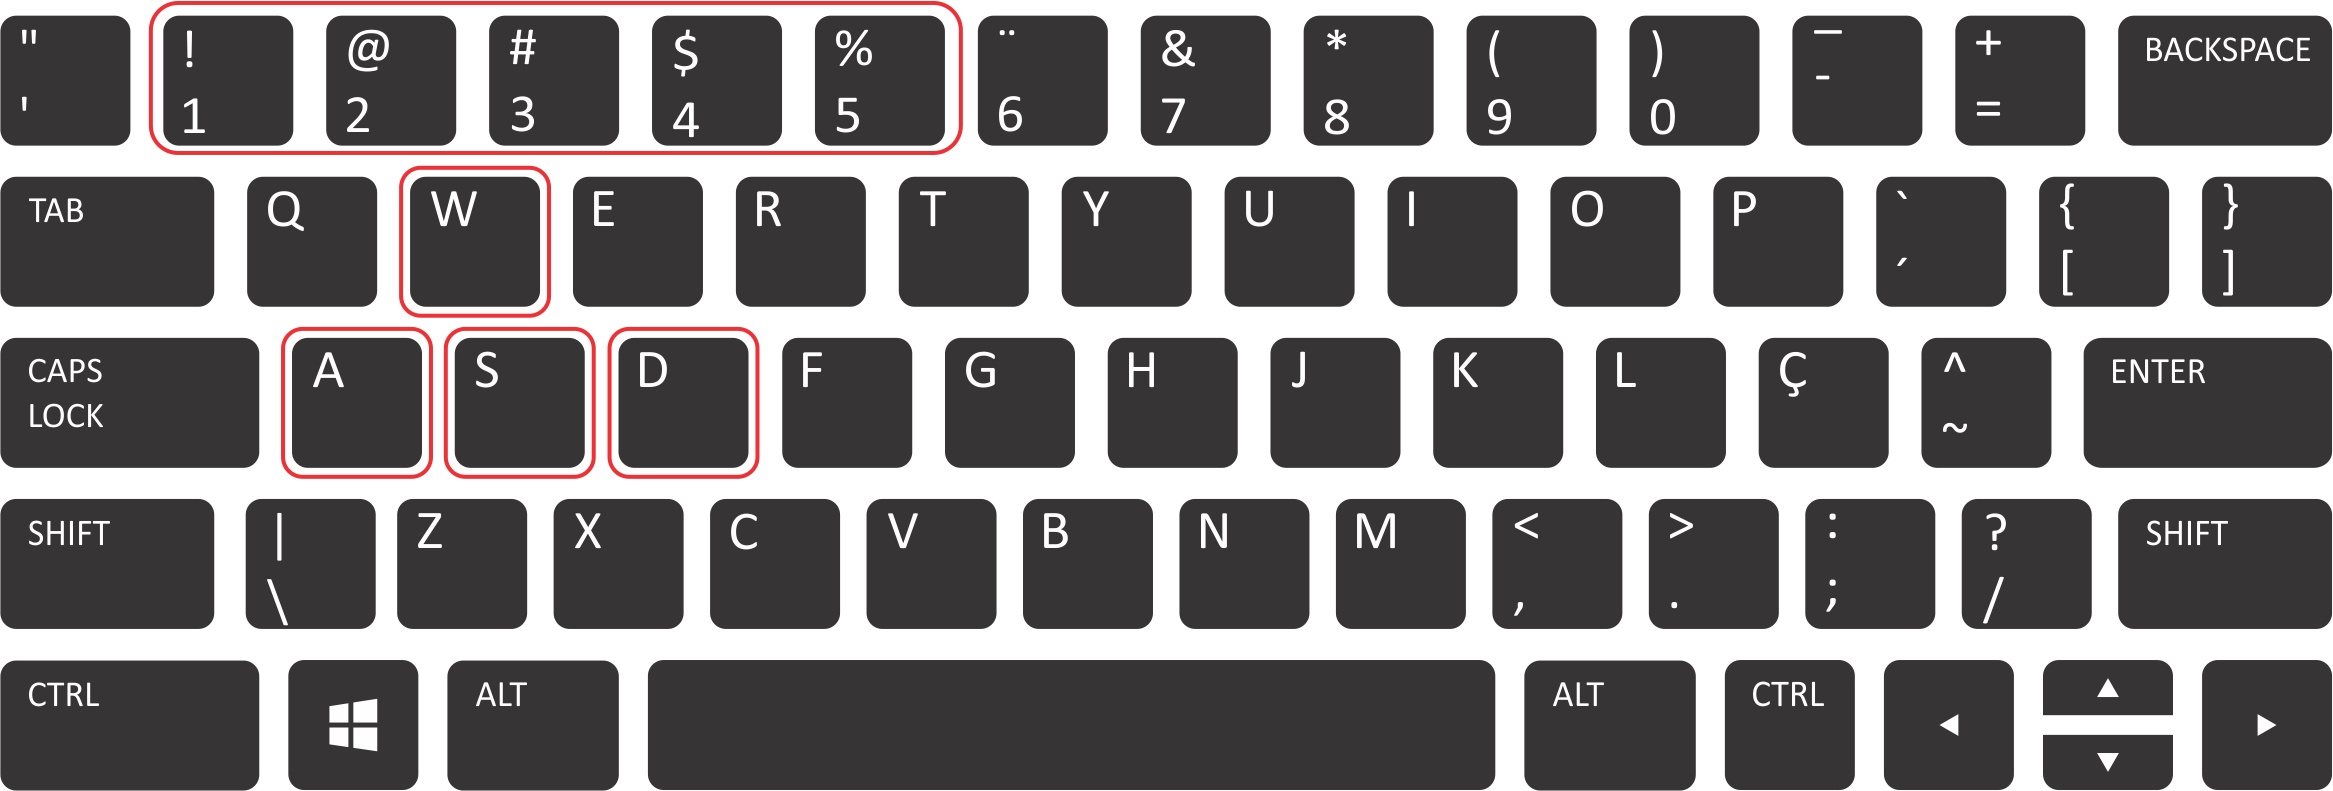 " ! @ # $ % ¨ & * ( ) _ + BACKSPACE
' 1 2 3 4 5 6 7 8 9 0 - =
TAB Q W E R T Y U I O P ` { }
´ [ ]
CAPS A S D F G H J K L Ç ^ ENTER
LOCK ~
SHIFT | Z X C V B N M < > : ? SHIFT
\ , . ; /
CTRL ALT ALT CTRL